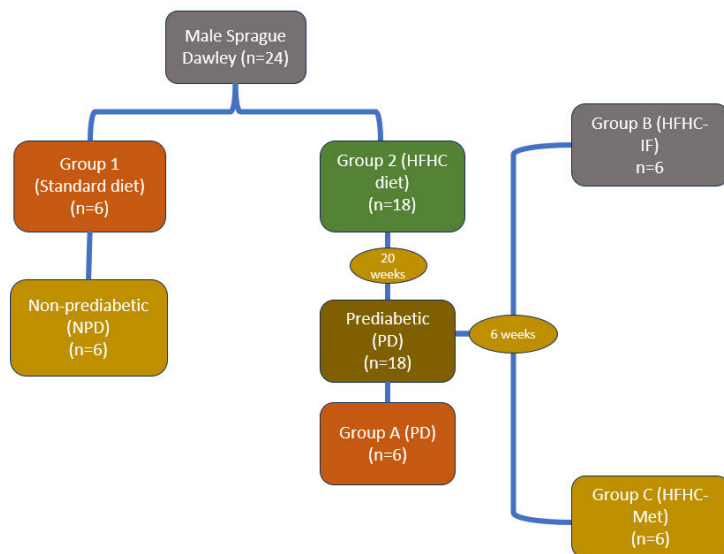 Male Sprague
Dawley (n=24)
Group 1
(Standard diet)
(n=6)
Group 2 (HFHC
diet)
(n=18)
Group B (HFHC-
IF)
n=6
20
weeks
Non-prediabetic
(NPD)
(n=6)
Prediabetic
(PD)
(n=18)
6 weeks
Group A (PD)
(n=6)
Group C (HFHC-
Met)
(n=6)